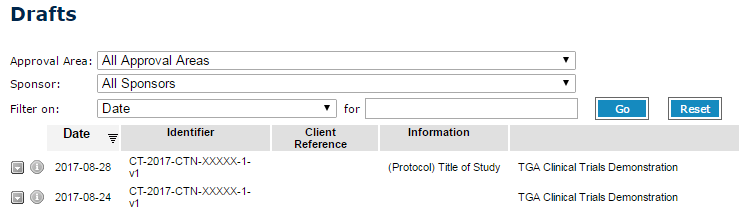 Drafts
Approval Area: All Approval Areas
Sponsor: All Sponsors
Filter on: Date for Go Reset
Date Identifier Client Information
Reference
2017-08-28 CT-2017-CTN-XXXXX-1- (Protocol) Title of Study TGA Clinical Trials Demonstration
v1
2017-08-24 CT-2017-CTN-XXXXX-1- TGA Clinical Trials Demonstration
v1